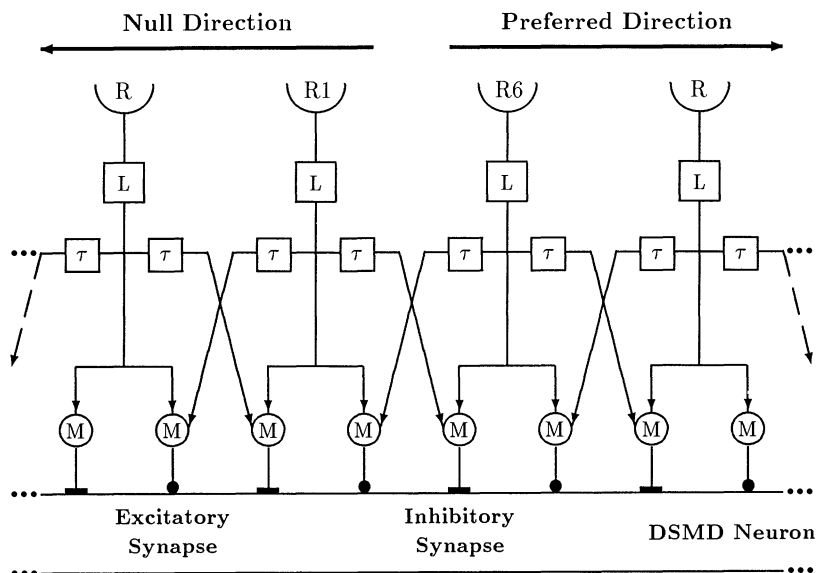 Null Direction Preferred Direction
R R1 R6 R
L L L L
••• τ τ τ τ τ τ τ τ •••
M M M M M M M M
••• •••
Excitatory Inhibitory
Synapse Synapse DSMD Neuron
••• •••